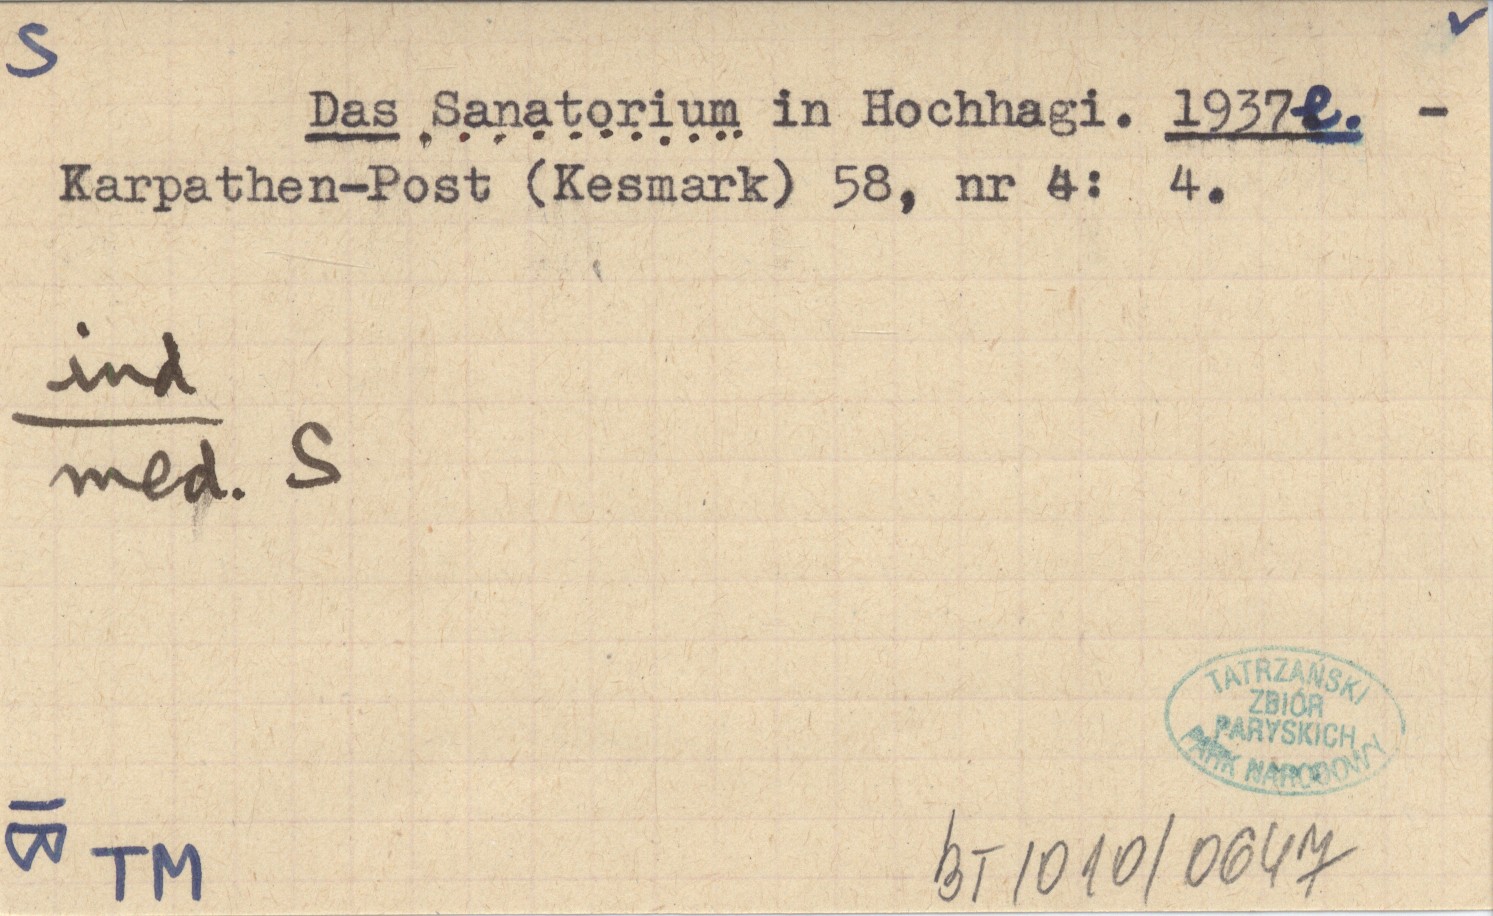 S
Das Sanatorium in Hochhagi. 1937e. -
Karpathen-Post (Kesmark) 58, nr 4: 4.
ind
med. S
TATRZAŃSKI
ZBIÓR
PARYSKICH
PARK NARODOWY
TM
BT/010/0647